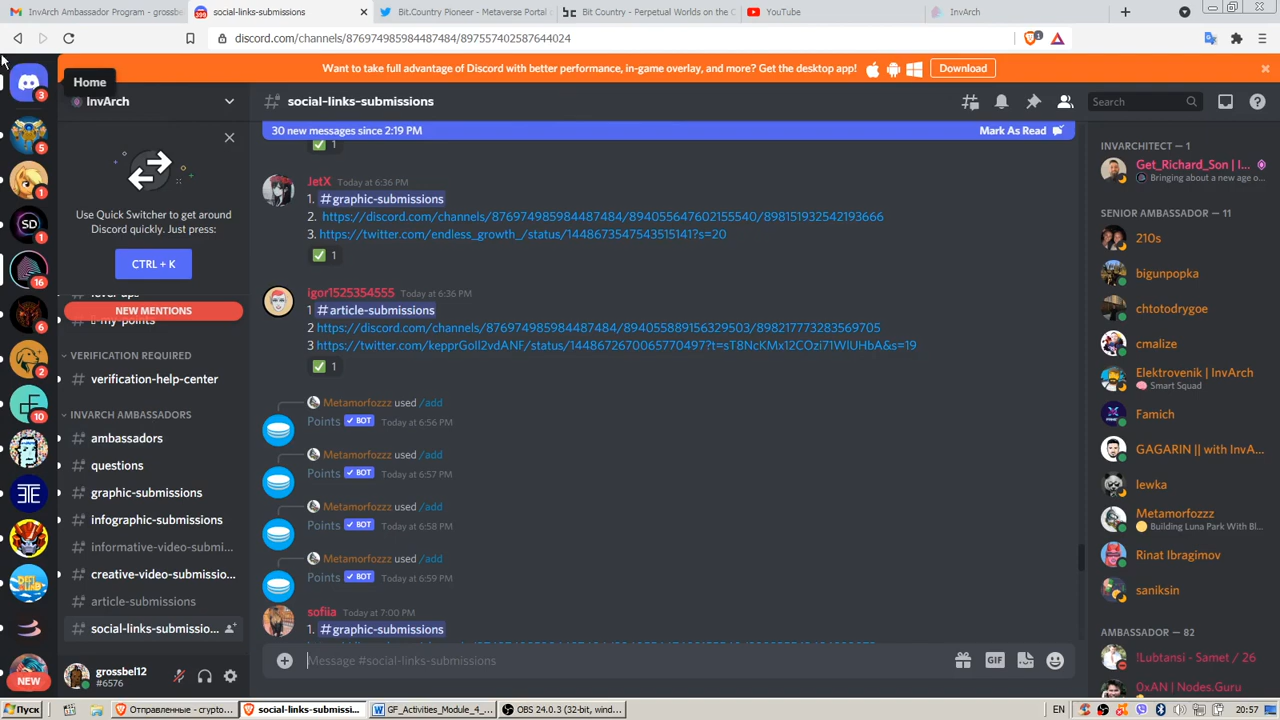 InvArch Ambassador Program - grossbe
social-links-submissions
Bit.Country Pioneer - Metaverse Portal
Bit Country - Perpetual Worlds on the C
YouTube
InvArch
discord.com/channels/876974985984487484/897557402587644024
Want to take full advantage of Discord with better performance, in-game overlay, and more? Get the desktop app!
Download
Home
InvArch
social-links-submissions
Search
30 new messages since 2:19 PM
Mark As Read
Use Quick Switcher to get around
Discord quickly. Just press:
CTRL + K
NEW MENTIONS
VERIFICATION REQUIRED
verification-help-center
INVARCH AMBASSADORS
ambassadors
questions
graphic-submissions
infographic-submissions
informative-video-submi...
creative-video-submissio...
article-submissions
social-links-submissio...
grossbel12
#6576
NEW
1
JetX Today at 6:36 PM
1. #graphic-submissions
2. https://discord.com/channels/876974985984487484/894055647602155540/898151932542193666
3. https://twitter.com/endless_growth_/status/1448673547543515141?s=20
1
igor1525354555 Today at 6:36 PM
1 #article-submissions
2 https://discord.com/channels/876974985984487484/894055889156329503/898217773283569705
3 https://twitter.com/kepprGoll2vdANF/status/1448672670065770497?t=sT8NcKMx12COzi71WIUHbA&s=19
1
Metamorfozzz used /add
Points BOT Today at 6:56 PM
Metamorfozzz used /add
Points BOT Today at 6:57 PM
Metamorfozzz used /add
Points BOT Today at 6:58 PM
Metamorfozzz used /add
Points BOT Today at 6:59 PM
sofiia Today at 7:00 PM
1. #graphic-submissions
Message #social-links-submissions
GIF
INVARCHITECT — 1
Get_Richard_Son | I...
Bringing about a new age o...
SENIOR AMBASSADOR — 11
210s
bigunpopka
chtotodrygoe
cmalize
Elektrovenik | InvArch
Smart Squad
Famich
GAGARIN || with InvA...
lewka
Metamorfozzz
Building Luna Park With Bl...
Rinat Ibragimov
saniksin
AMBASSADOR — 82
!Lubtansi - Samet / 26
0xAN | Nodes.Guru
Пуск
Отправленные - crypto...
social-links-submissi...
GF_Activities_Module_4_...
OBS 24.0.3 (32-bit, wind...
EN
20:57